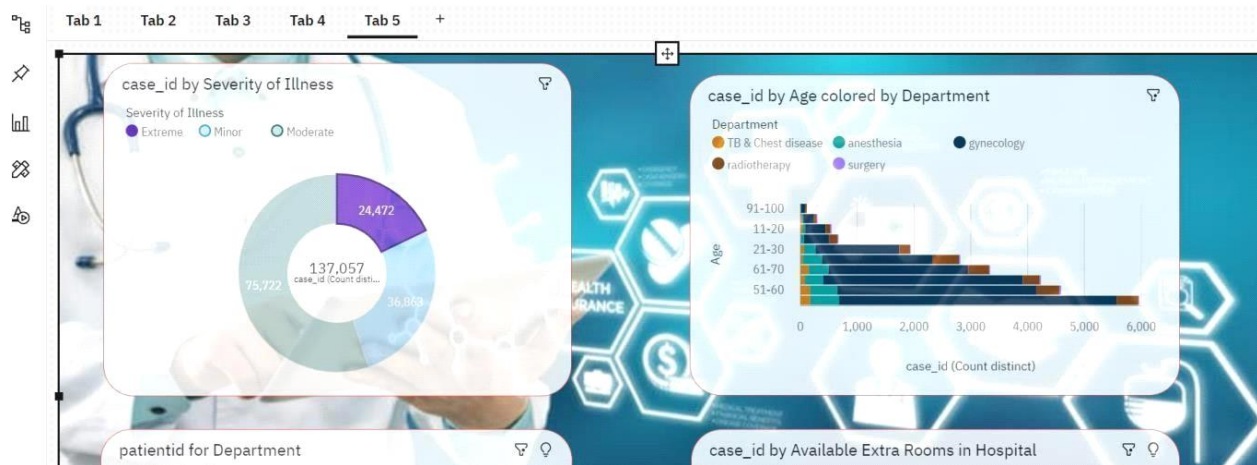 Tab 1 Tab 2 Tab 3 Tab 4 Tab 5 +
case_id by Severity of Illness
Severity of Illness
Extreme Minor Moderate
24,472
137,057
case_id (Count disti...
75,722
36,863
case_id by Age colored by Department
Department
TB & Chest disease anesthesia gynecology
radiotherapy surgery
Age
91-100
11-20
21-30
61-70
51-60
0 1,000 2,000 3,000 4,000 5,000 6,000
case_id (Count distinct)
patientid for Department
case_id by Available Extra Rooms in Hospital